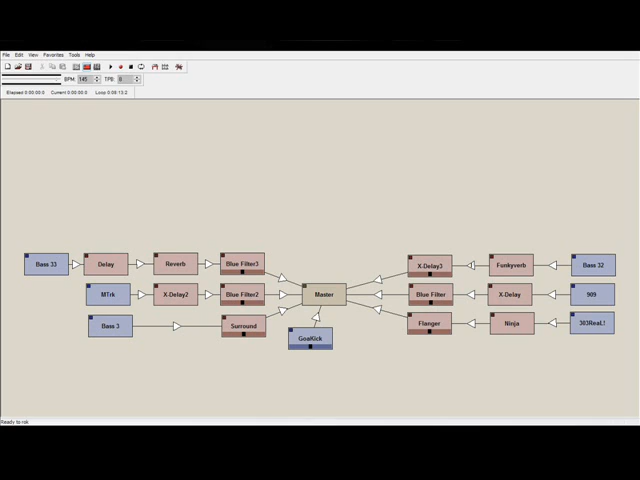 File Edit View Favorites Tools Help
BPM: 145 TPB: 8
Elapsed 0:00:00:0 Current 0:00:00:0 Loop 0:08:13:2
Bass 33 Delay Reverb Blue Filter3 X-Delay3 Funkyverb Bass 32
MTrk X-Delay2 Blue Filter2 Master Blue Filter X-Delay 909
Bass 3 Surround GoaKick Flanger Ninja 303ReaL!
Ready to rok